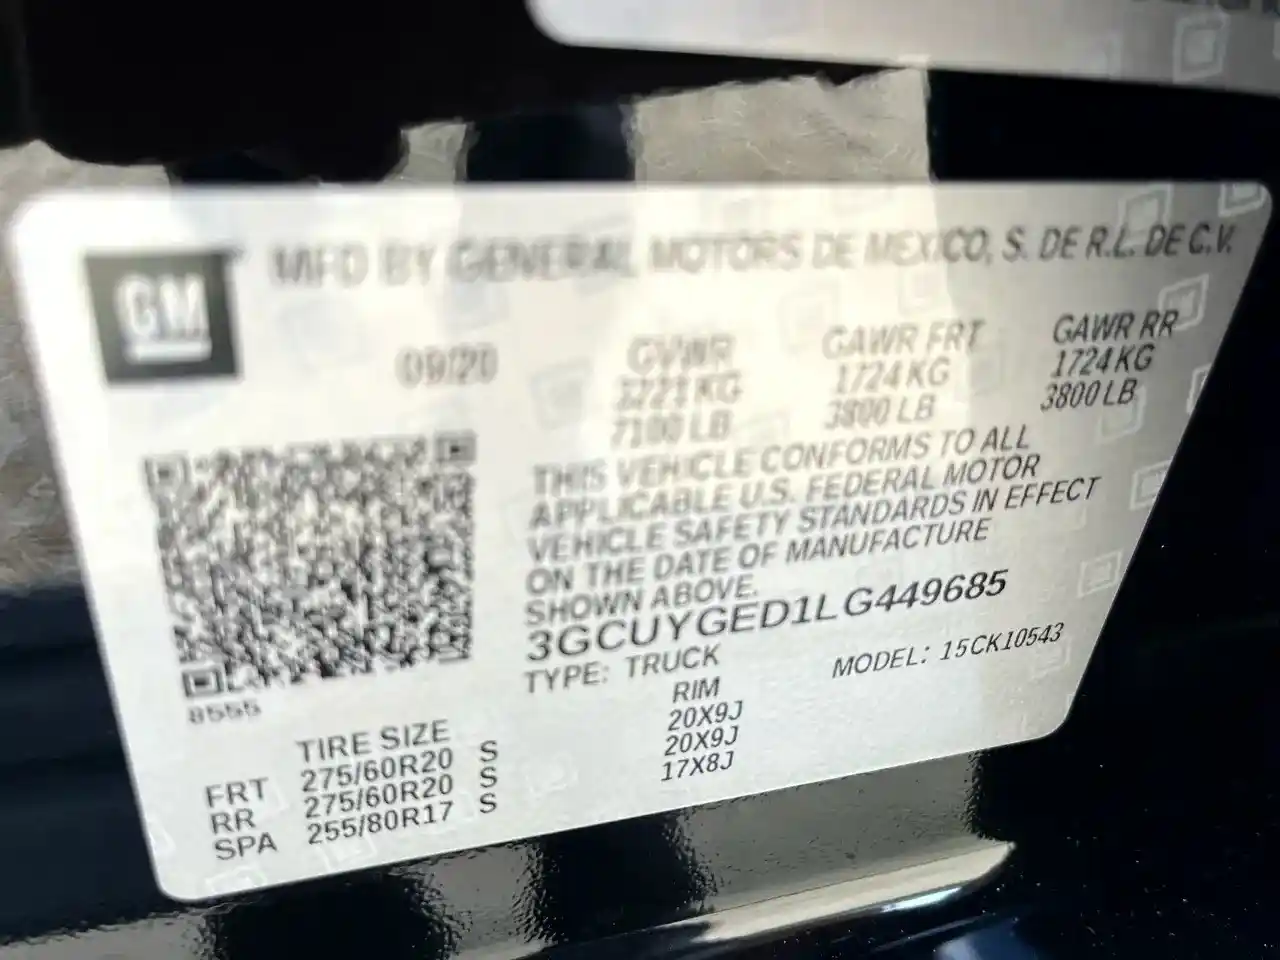 GM
MFD BY GENERAL MOTORS DE MEXICO, S. DE R.L. DE C.V.
09/20
GVWR GAWR FRT GAWR RR
3221 KG 1724 KG 1724 KG
7100 LB 3800 LB 3800 LB
THIS VEHICLE CONFORMS TO ALL
APPLICABLE U.S. FEDERAL MOTOR
VEHICLE SAFETY STANDARDS IN EFFECT
ON THE DATE OF MANUFACTURE
SHOWN ABOVE.
3GCUYGED1LG449685
TYPE: TRUCK MODEL: 15CK10543
8555
TIRE SIZE RIM
FRT 275/60R20 S 20X9J
RR 275/60R20 S 20X9J
SPA 255/80R17 S 17X8J